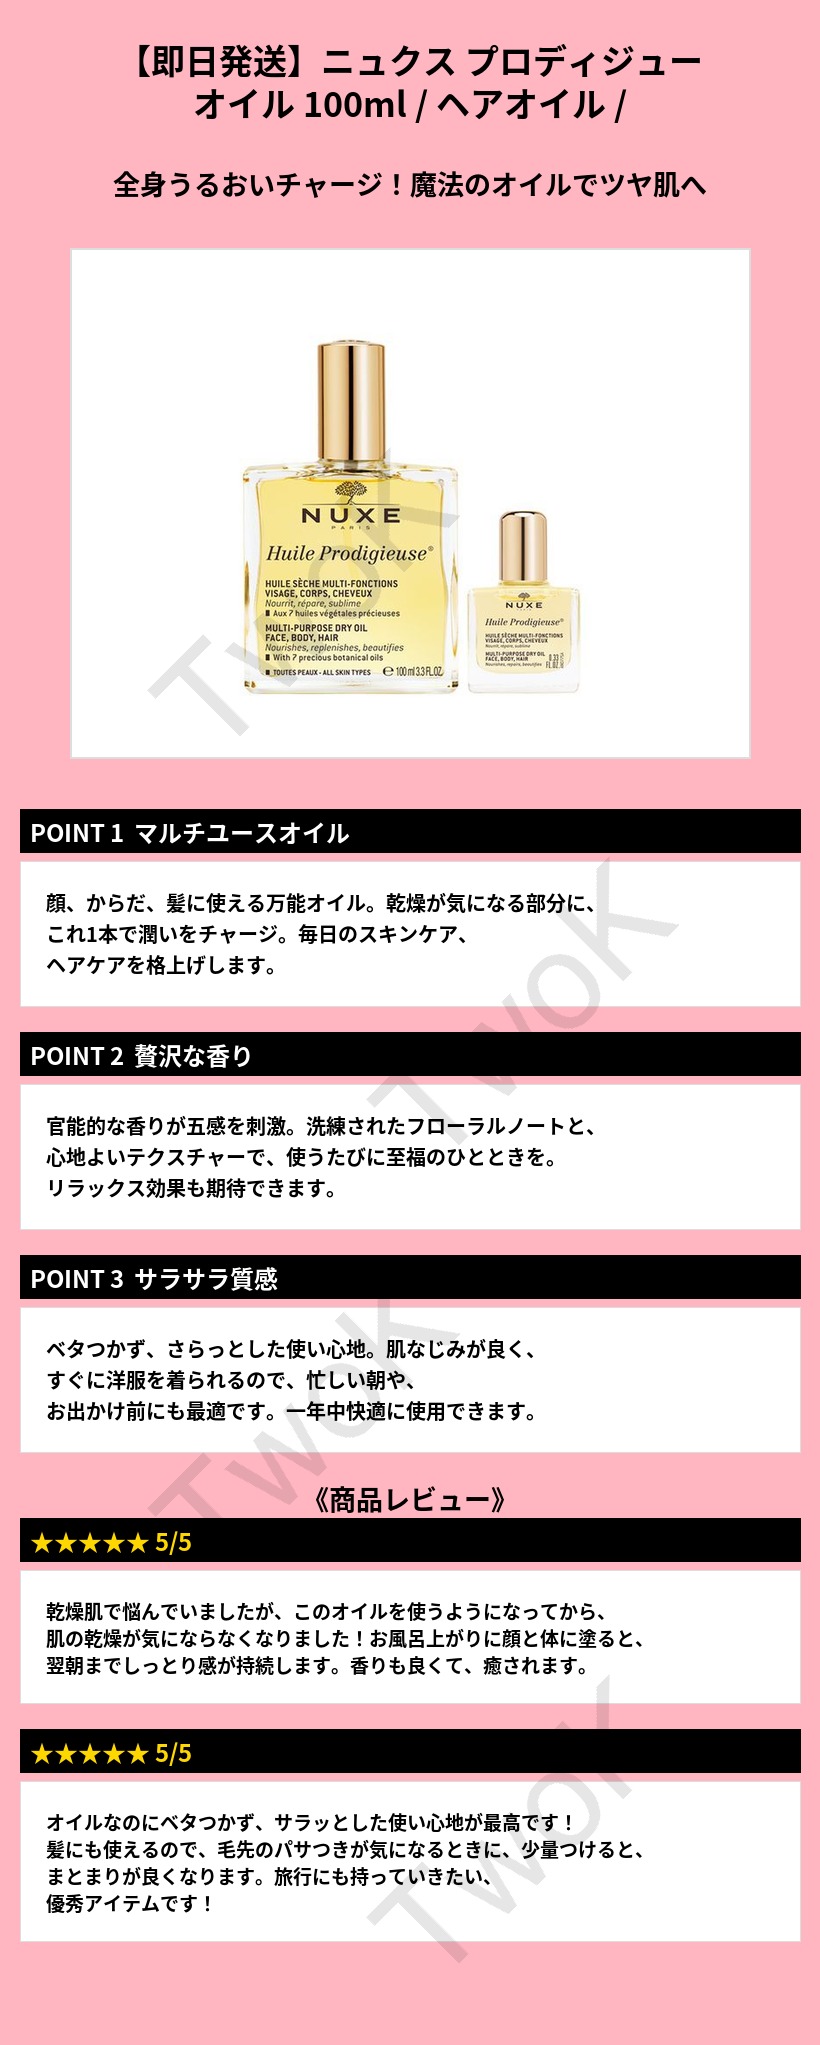 【即日発送】ニュクス プロディジュー
オイル 100ml / ヘアオイル /
全身うるおいチャージ！魔法のオイルでツヤ肌へ
NUXE
PARIS
Huile Prodigieuse®
HUILE SÈCHE MULTI-FONCTIONS
VISAGE, CORPS, CHEVEUX
Nourrit, répare, sublime
■ Aux 7 huiles végétales précieuses
MULTI-PURPOSE DRY OIL
FACE, BODY, HAIR
Nourishes, replenishes, beautifies
■ With 7 precious botanical oils
■ TOUTES PEAUX - ALL SKIN TYPES ℮ 100 ml 3.3 FL.OZ.
NUXE
Huile Prodigieuse®
HUILE SÈCHE MULTI-FONCTIONS
VISAGE, CORPS, CHEVEUX
Nourrit, répare, sublime
MULTI-PURPOSE DRY OIL
FACE, BODY, HAIR
Nourishes, repairs, beautifies
0.33
FL.OZ.
TwoK
POINT 1 マルチユースオイル
顔、からだ、髪に使える万能オイル。乾燥が気になる部分に、
これ1本で潤いをチャージ。毎日のスキンケア、
ヘアケアを格上げします。
TwoK
POINT 2 贅沢な香り
官能的な香りが五感を刺激。洗練されたフローラルノートと、
心地よいテクスチャーで、使うたびに至福のひとときを。
リラックス効果も期待できます。
POINT 3 サラサラ質感
ベタつかず、さらっとした使い心地。肌なじみが良く、
すぐに洋服を着られるので、忙しい朝や、
お出かけ前にも最適です。一年中快適に使用できます。
TwoK
《商品レビュー》
★★★★★ 5/5
乾燥肌で悩んでいましたが、このオイルを使うようになってから、
肌の乾燥が気にならなくなりました！お風呂上がりに顔と体に塗ると、
翌朝までしっとり感が持続します。香りも良くて、癒されます。
★★★★★ 5/5
オイルなのにベタつかず、サラッとした使い心地が最高です！
髪にも使えるので、毛先のパサつきが気になるときに、少量つけると、
まとまりが良くなります。旅行にも持っていきたい、
優秀アイテムです！
TwoK